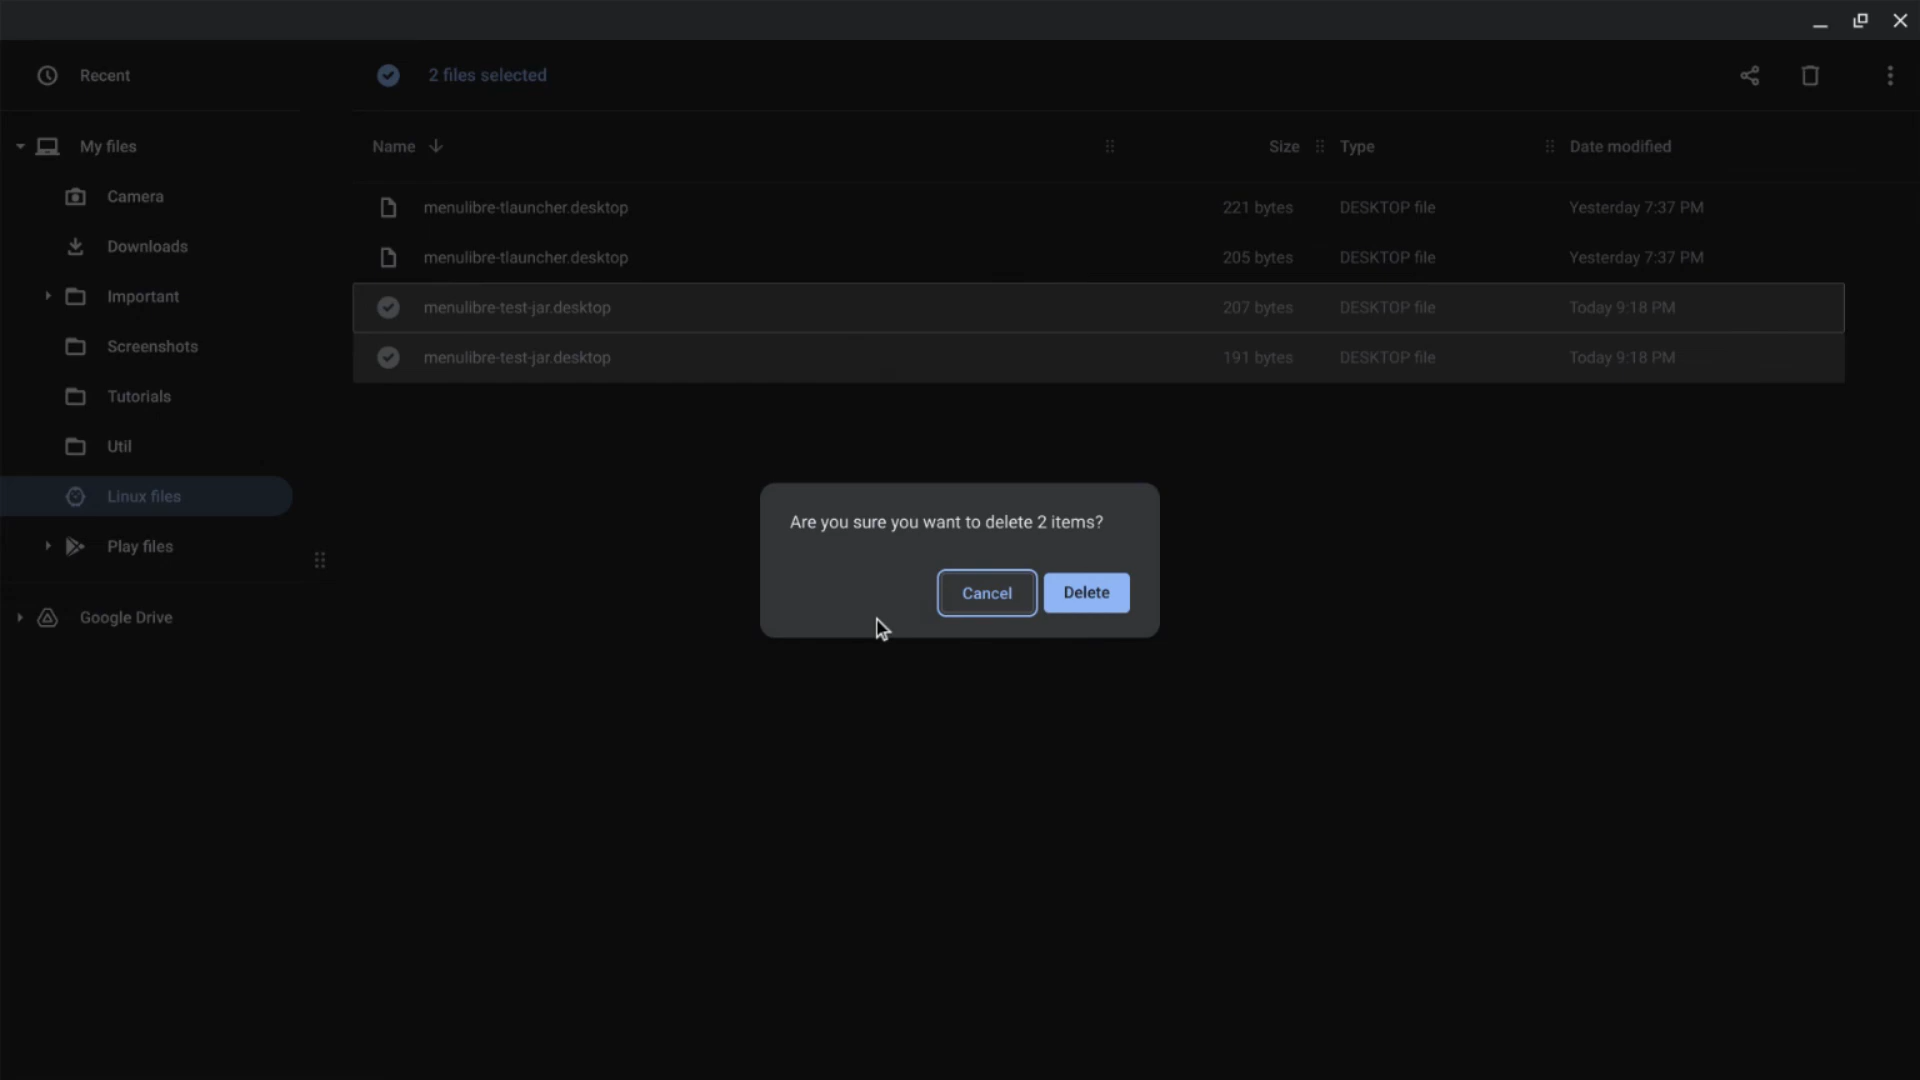 Recent
2 files selected
My files
Camera
Downloads
Important
Screenshots
Tutorials
Util
Linux files
Play files
Google Drive
Name Size Type Date modified
menulibre-tlauncher.desktop 221 bytes DESKTOP file Yesterday 7:37 PM
menulibre-tlauncher.desktop 205 bytes DESKTOP file Yesterday 7:37 PM
menulibre-test-jar.desktop 207 bytes DESKTOP file Today 9:18 PM
menulibre-test-jar.desktop 191 bytes DESKTOP file Today 9:18 PM
Are you sure you want to delete 2 items?
Cancel Delete